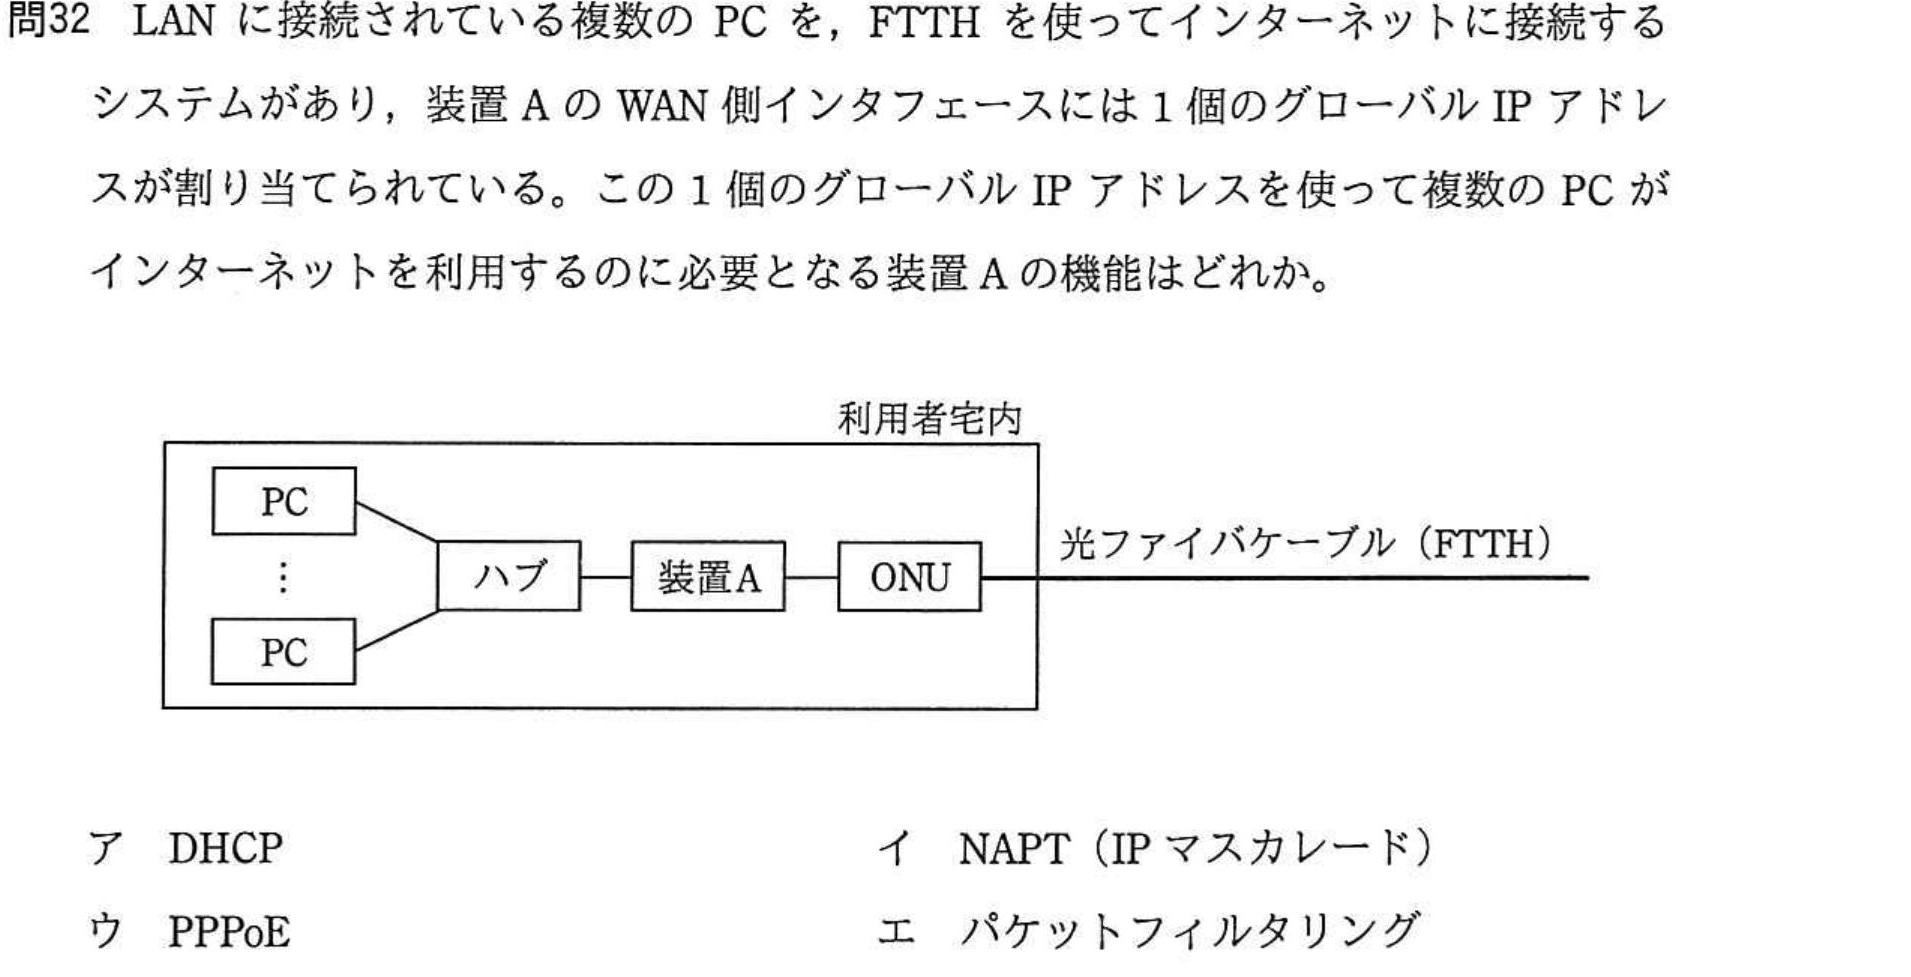 問32 LAN に接続されている複数の PC を，FTTH を使ってインターネットに接続する
システムがあり，装置 A の WAN 側インタフェースには 1 個のグローバル IP アドレ
スが割り当てられている。この 1 個のグローバル IP アドレスを使って複数の PC が
インターネットを利用するのに必要となる装置 A の機能はどれか。
利用者宅内
PC
⋮
PC
ハブ
装置A
ONU
光ファイバケーブル（FTTH）
ア DHCP
イ NAPT（IP マスカレード）
ウ PPPoE
エ パケットフィルタリング